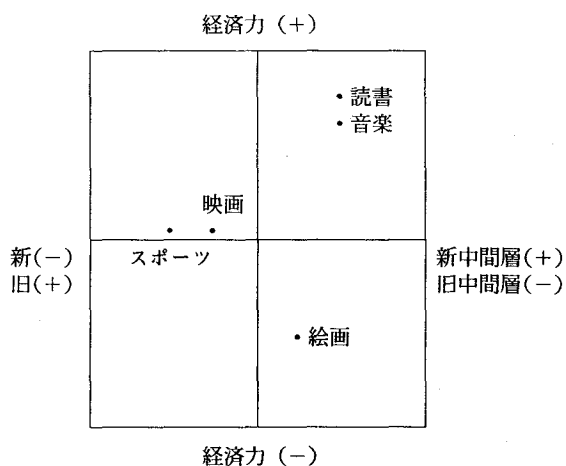 経済力（+）
・読書
・音楽
映画
新(−)
旧(+)
スポーツ
新中間層(+)
旧中間層(−)
・絵画
経済力（−）